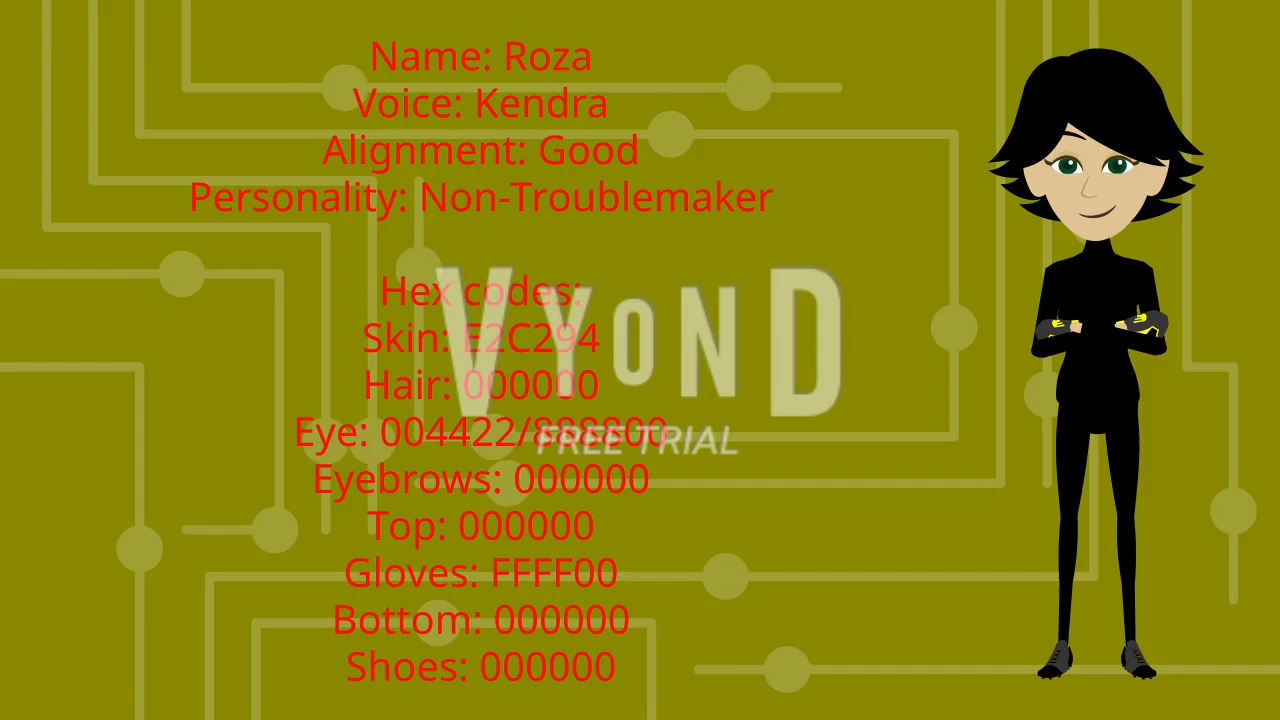 Name: Roza
Voice: Kendra
Alignment: Good
Personality: Non-Troublemaker
Hex codes:
Skin: E2C294
Hair: 000000
Eye: 004422/888800
Eyebrows: 000000
Top: 000000
Gloves: FFFF00
Bottom: 000000
Shoes: 000000
VYOND
FREE TRIAL